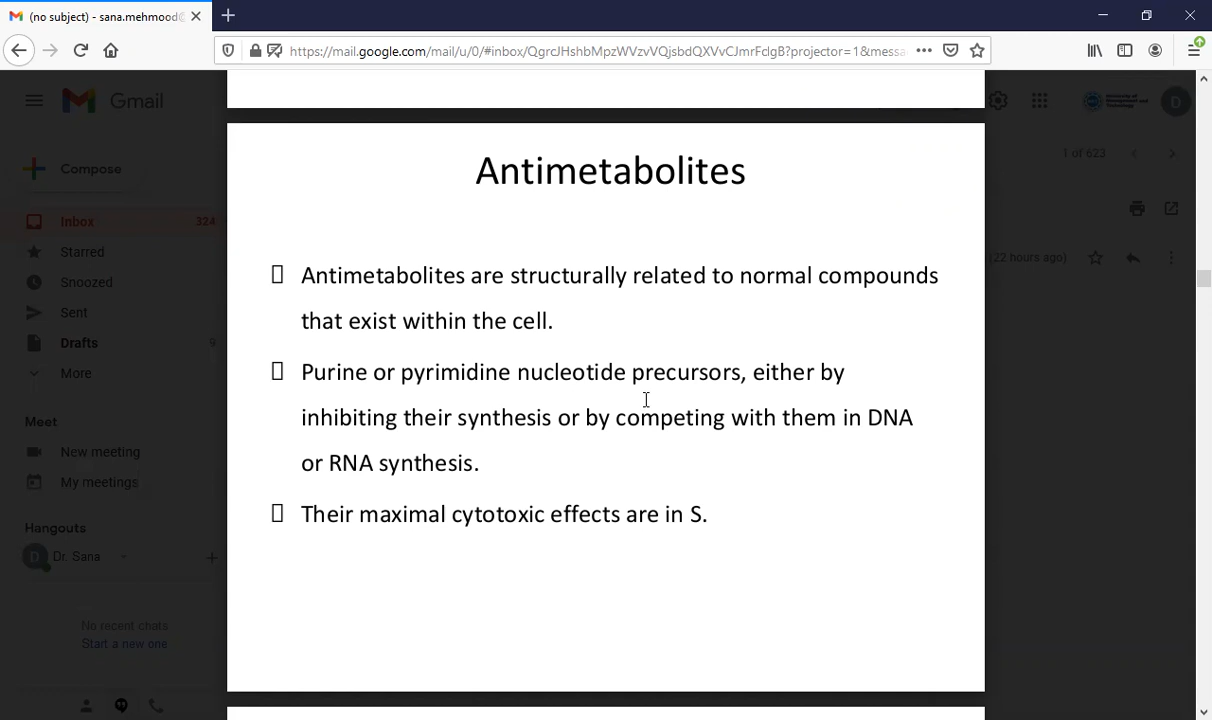 (no subject) - sana.mehmood@
https://mail.google.com/mail/u/0/#inbox/QgrcJHshbMpzWVzvVQjsbdQXVvCJmrFclgB?projector=1&messa
Gmail
1 of 623
Compose
Inbox 324
Starred
Snoozed
Sent
Drafts 9
More
Meet
New meeting
My meetings
Hangouts
D Dr. Sana
No recent chats
Start a new one
D
(22 hours ago)
Antimetabolites
Antimetabolites are structurally related to normal compounds
that exist within the cell.
Purine or pyrimidine nucleotide precursors, either by
inhibiting their synthesis or by competing with them in DNA
or RNA synthesis.
Their maximal cytotoxic effects are in S.